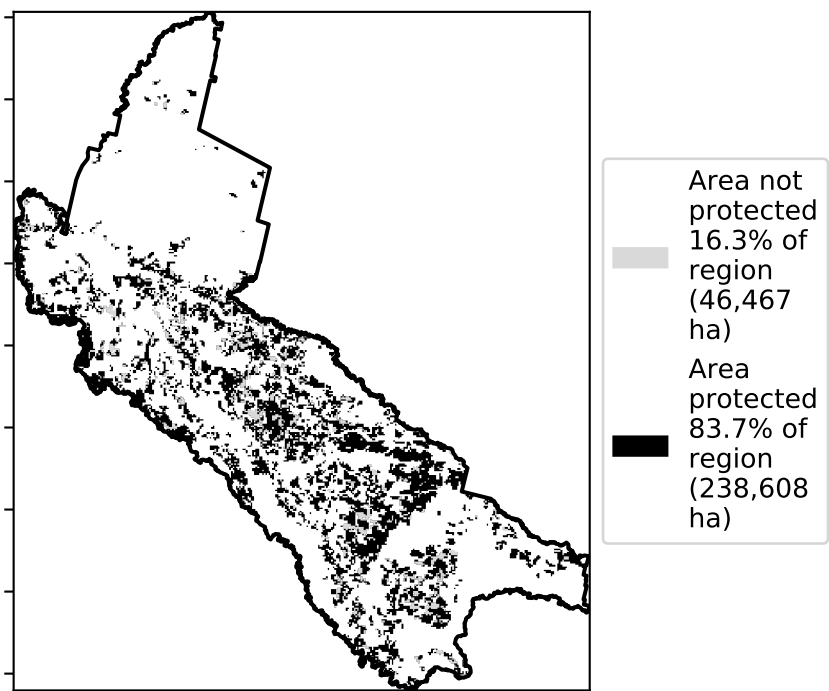 Area not
protected
16.3% of
region
(46,467
ha)
Area
protected
83.7% of
region
(238,608
ha)